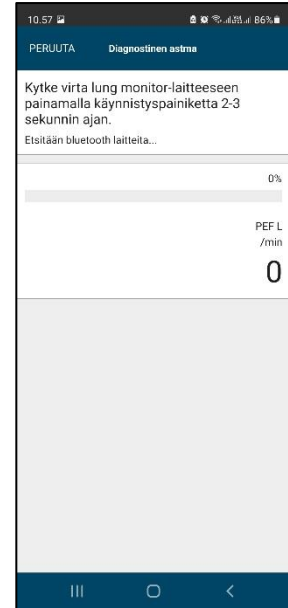 10.57 86%
PERUUTA Diagnostinen astma
Kytke virta lung monitor-laitteeseen
painamalla käynnistyspainiketta 2-3
sekunnin ajan.
Etsitään bluetooth laitteita...
0%
PEF L
/min
0